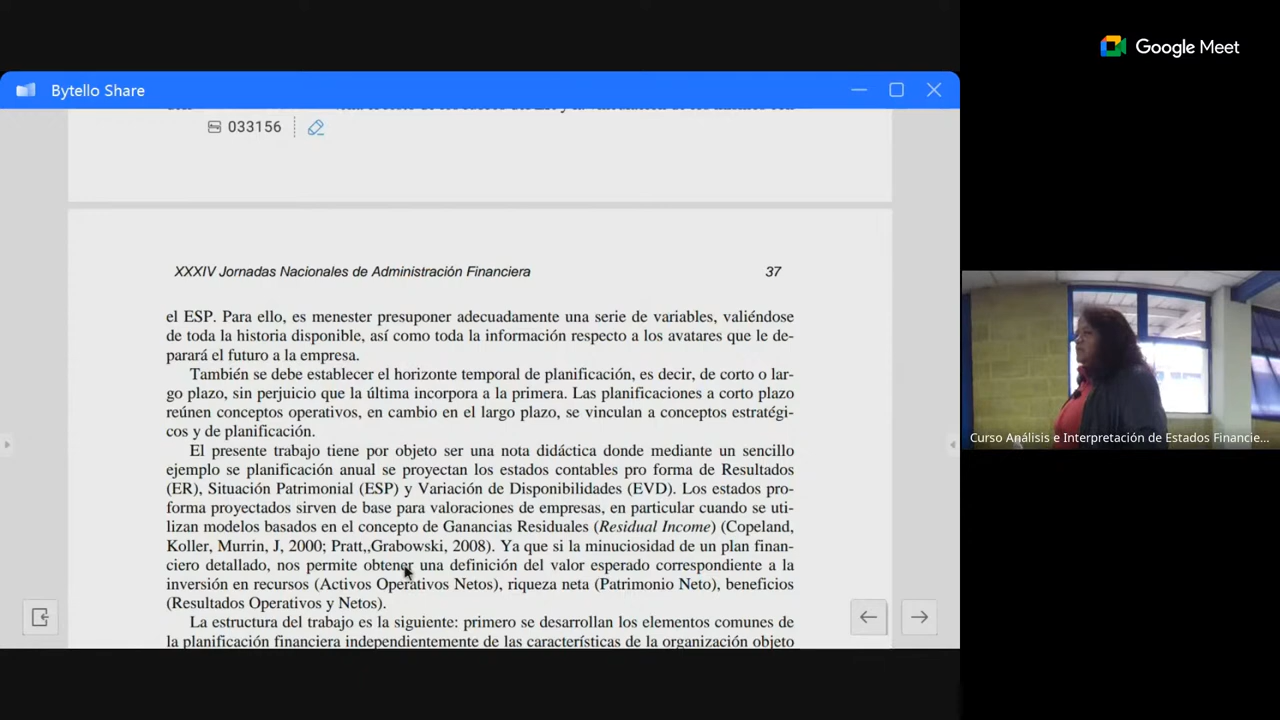 Google Meet
Bytello Share
033156
XXXIV Jornadas Nacionales de Administración Financiera 37
el ESP. Para ello, es menester presuponer adecuadamente una serie de variables, valiéndose
de toda la historia disponible, así como toda la información respecto a los avatares que le de-
parará el futuro a la empresa.
También se debe establecer el horizonte temporal de planificación, es decir, de corto o lar-
go plazo, sin perjuicio que la última incorpora a la primera. Las planificaciones a corto plazo
reúnen conceptos operativos, en cambio en el largo plazo, se vinculan a conceptos estratégi-
cos y de planificación.
El presente trabajo tiene por objeto ser una nota didáctica donde mediante un sencillo
ejemplo se planificación anual se proyectan los estados contables pro forma de Resultados
(ER), Situación Patrimonial (ESP) y Variación de Disponibilidades (EVD). Los estados pro-
forma proyectados sirven de base para valoraciones de empresas, en particular cuando se uti-
lizan modelos basados en el concepto de Ganancias Residuales (Residual Income) (Copeland,
Koller, Murrin, J, 2000; Pratt,,Grabowski, 2008). Ya que si la minuciosidad de un plan finan-
ciero detallado, nos permite obtener una definición del valor esperado correspondiente a la
inversión en recursos (Activos Operativos Netos), riqueza neta (Patrimonio Neto), beneficios
(Resultados Operativos y Netos).
La estructura del trabajo es la siguiente: primero se desarrollan los elementos comunes de
la planificación financiera independientemente de las características de la organización objeto
Curso Análisis e Interpretación de Estados Financie...